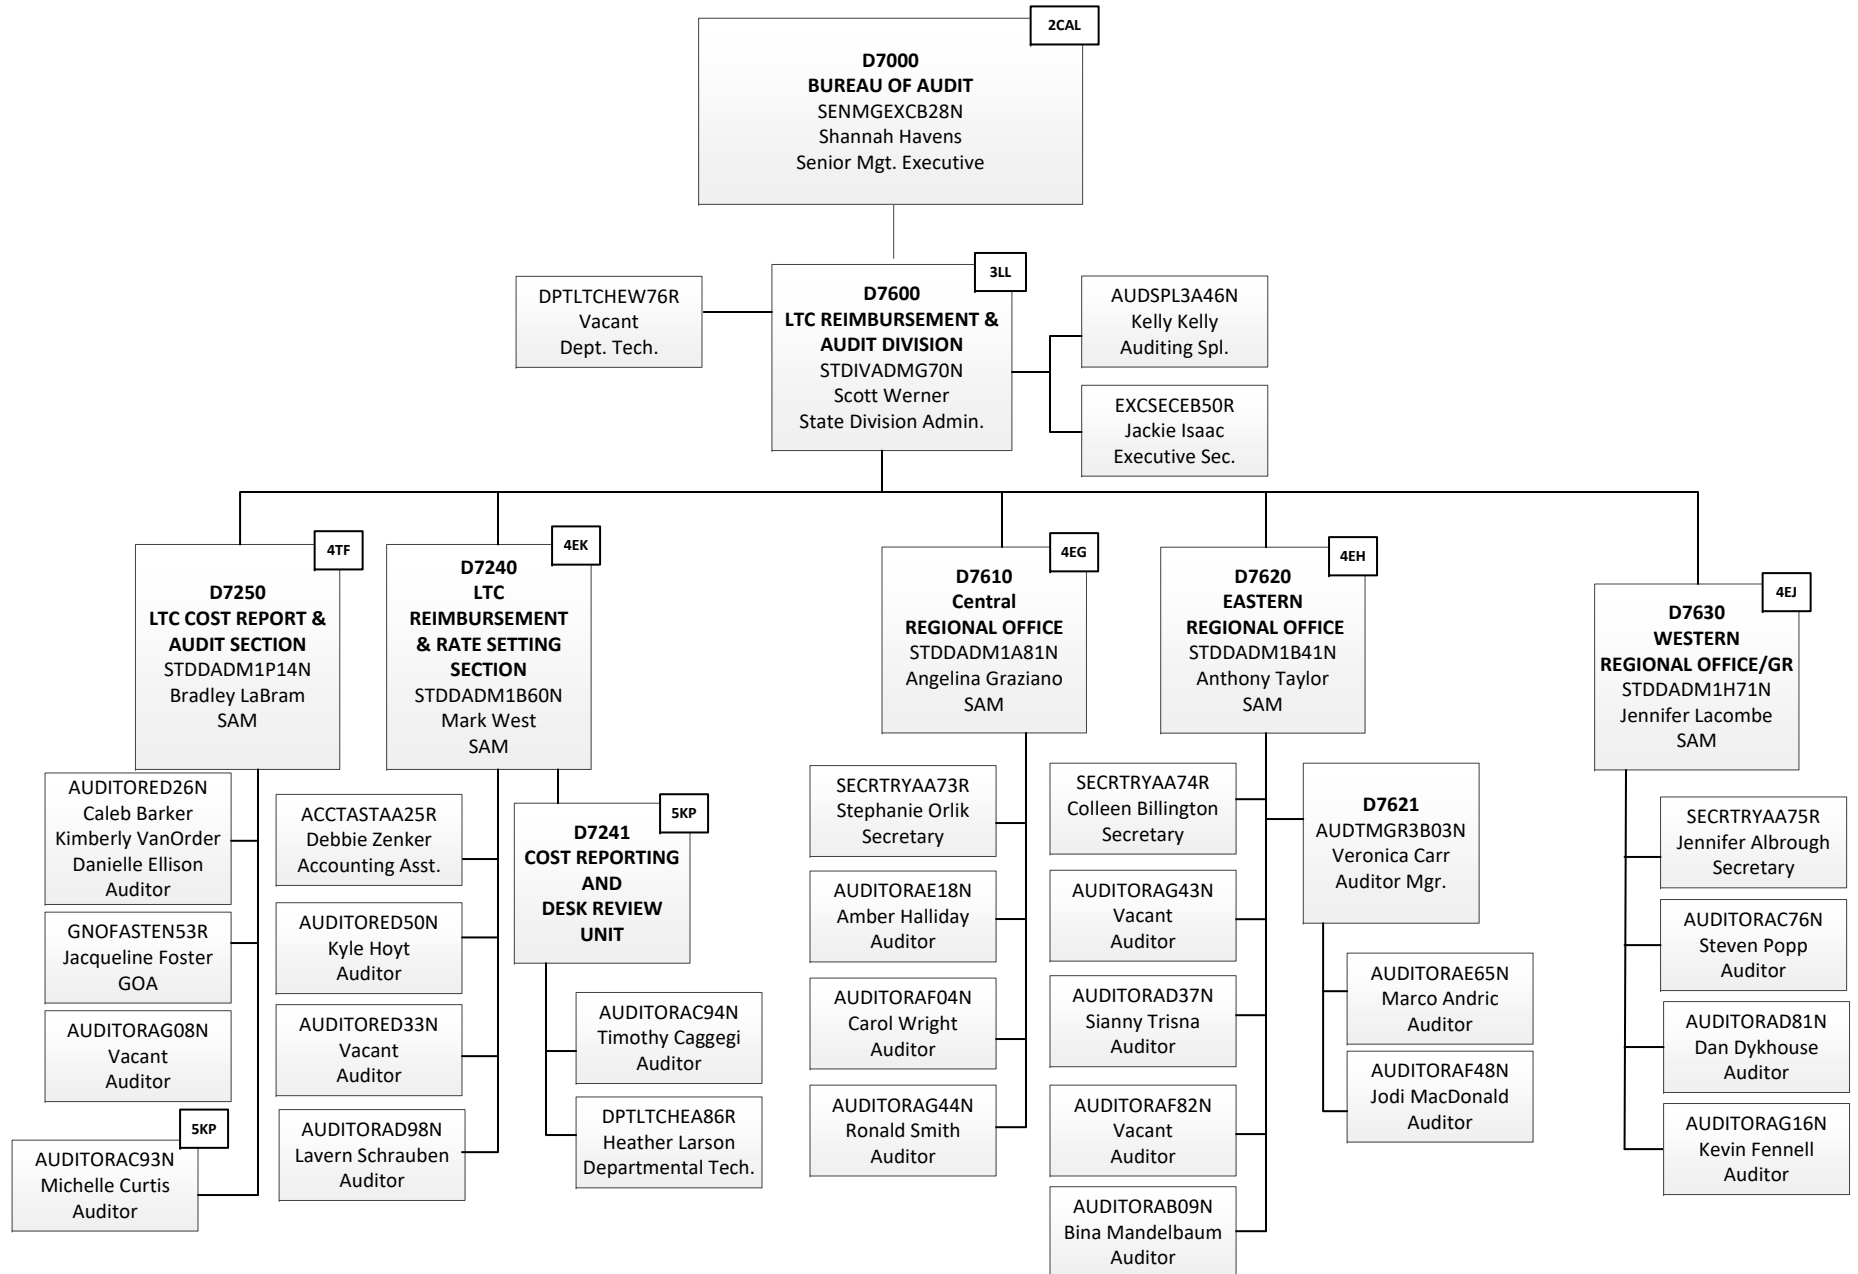 2CAL
D7000
BUREAU OF AUDIT
SENMGEXCB28N
Shannah Havens
Senior Mgt. Executive
DPTLTCHEW76R
Vacant
Dept. Tech.
3LL
D7600
LTC REIMBURSEMENT &
AUDIT DIVISION
STDIVADMG70N
Scott Werner
State Division Admin.
AUDSPL3A46N
Kelly Kelly
Auditing Spl.
EXCSECEB50R
Jackie Isaac
Executive Sec.
4TF
D7250
LTC COST REPORT &
AUDIT SECTION
STDDADM1P14N
Bradley LaBram
SAM
AUDITORED26N
Caleb Barker
Kimberly VanOrder
Danielle Ellison
Auditor
GNOFASTEN53R
Jacqueline Foster
GOA
AUDITORAG08N
Vacant
Auditor
5KP
AUDITORAC93N
Michelle Curtis
Auditor
4EK
D7240
LTC
REIMBURSEMENT
& RATE SETTING
SECTION
STDDADM1B60N
Mark West
SAM
ACCTASTAA25R
Debbie Zenker
Accounting Asst.
AUDITORED50N
Kyle Hoyt
Auditor
AUDITORED33N
Vacant
Auditor
AUDITORAD98N
Lavern Schrauben
Auditor
5KP
D7241
COST REPORTING
AND
DESK REVIEW
UNIT
AUDITORAC94N
Timothy Caggegi
Auditor
DPTLTCHEA86R
Heather Larson
Departmental Tech.
4EG
D7610
Central
REGIONAL OFFICE
STDDADM1A81N
Angelina Graziano
SAM
SECRTRYAA73R
Stephanie Orlik
Secretary
AUDITORAE18N
Amber Halliday
Auditor
AUDITORAF04N
Carol Wright
Auditor
AUDITORAG44N
Ronald Smith
Auditor
4EH
D7620
EASTERN
REGIONAL OFFICE
STDDADM1B41N
Anthony Taylor
SAM
SECRTRYAA74R
Colleen Billington
Secretary
AUDITORAG43N
Vacant
Auditor
AUDITORAD37N
Sianny Trisna
Auditor
AUDITORAF82N
Vacant
Auditor
AUDITORAB09N
Bina Mandelbaum
Auditor
D7621
AUDTMGR3B03N
Veronica Carr
Auditor Mgr.
AUDITORAE65N
Marco Andric
Auditor
AUDITORAF48N
Jodi MacDonald
Auditor
4EJ
D7630
WESTERN
REGIONAL OFFICE/GR
STDDADM1H71N
Jennifer Lacombe
SAM
SECRTRYAA75R
Jennifer Albrough
Secretary
AUDITORAC76N
Steven Popp
Auditor
AUDITORAD81N
Dan Dykhouse
Auditor
AUDITORAG16N
Kevin Fennell
Auditor